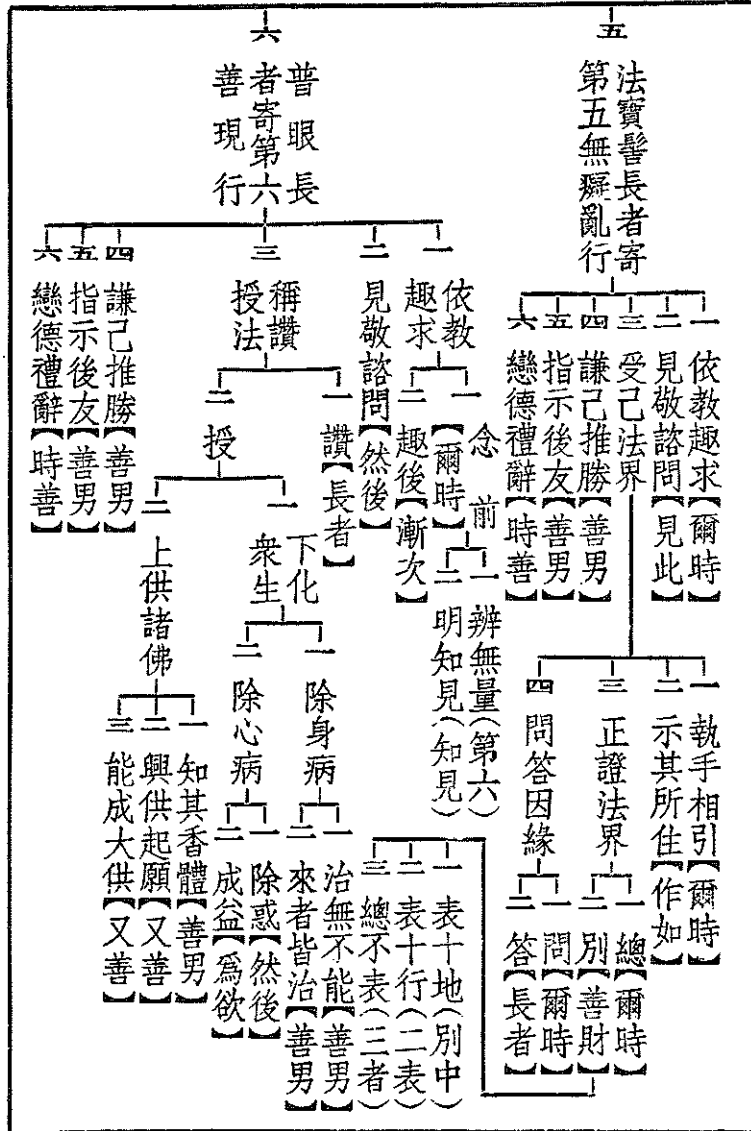 五 法寶髻長者寄第五無癡亂行
一 依教趣求【爾時】
二 見敬諮問【見此】
三 受己法界
四 謙己推勝【善男】
五 指示後友【善男】
六 戀德禮辭【時善】
一 執手相引【爾時】
二 示其所住【作如】
三 正證法界
四 問答因緣
一 總【爾時】
二 別【善財】
一 問【爾時】
二 答【長者】
一 表十地(別中)
二 表十行(二表)
三 總不表(三者)
六 普眼長者寄第六善現行
一 依教趣求
二 見敬諮問【然後】
三 稱讚授法
四 謙己推勝【善男】
五 指示後友【善男】
六 戀德禮辭【時善】
一 念前【爾時】
二 趣後【漸次】
一 辨無量(第六)
二 明知見(知見)
一 讚【長者】
二 授
一 下化衆生
二 上供諸佛
一 除身病
二 除心病
一 治無不能【善男】
二 來者皆治【善男】
一 除惑【然後】
二 成益【爲欲】
一 知其香體【善男】
二 興供起願【又善】
三 能成大供【又善】